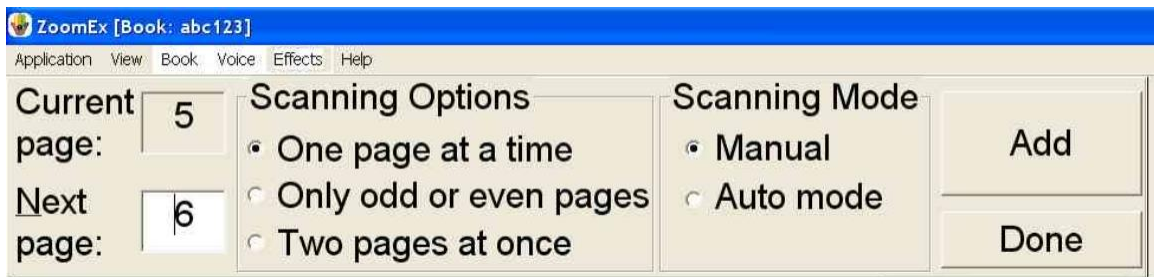 ZoomEx [Book: abc123]
Application View Book Voice Effects Help
Current page:
5
Next page:
6
Scanning Options
One page at a time
Only odd or even pages
Two pages at once
Scanning Mode
Manual
Auto mode
Add
Done